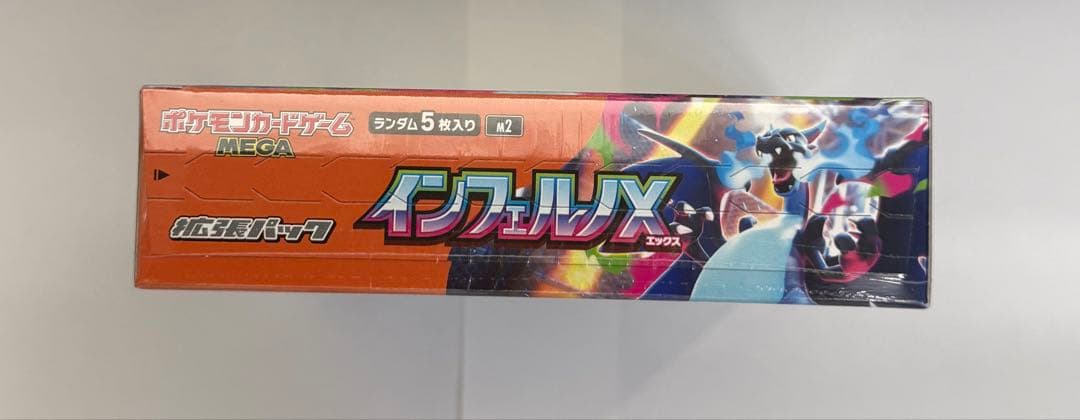 ポケモンカードゲーム
MEGA
ランダム5枚入り
M2
拡張パック
インフェルノX
エックス